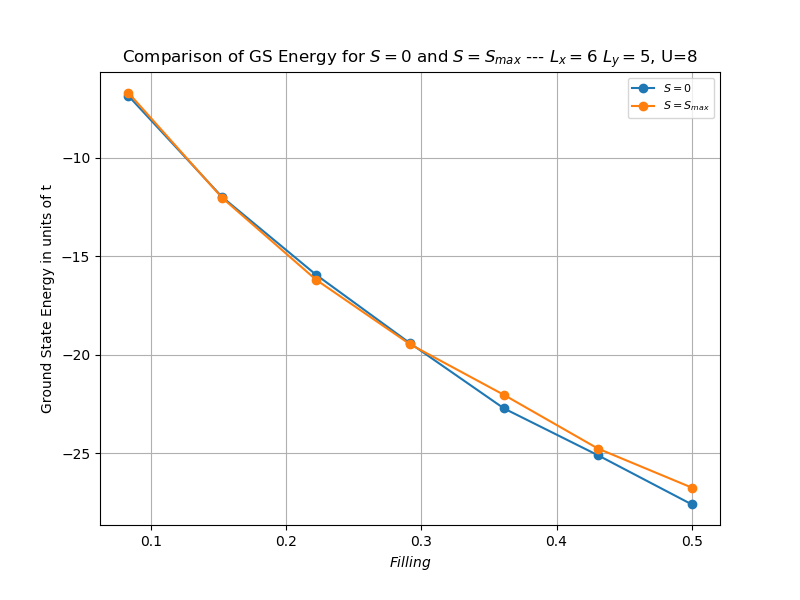 Comparison of GS Energy for $S = 0$ and $S = S_{max}$ --- $L_x = 6$ $L_y = 5$, U=8
$S = 0$
$S = S_{max}$
Ground State Energy in units of t
−10
−15
−20
−25
0.1 0.2 0.3 0.4 0.5
Filling